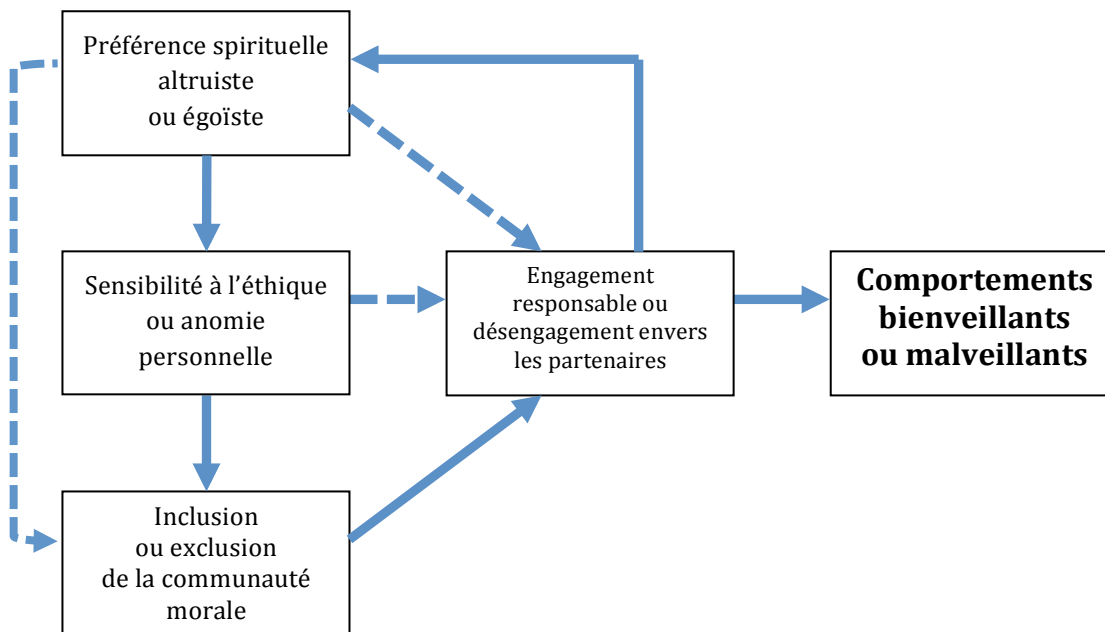 Préférence spirituelle
altruiste
ou égoïste
Sensibilité à l’éthique
ou anomie
personnelle
Engagement
responsable ou
désengagement envers
les partenaires
Comportements
bienveillants
ou malveillants
Inclusion
ou exclusion
de la communauté
morale